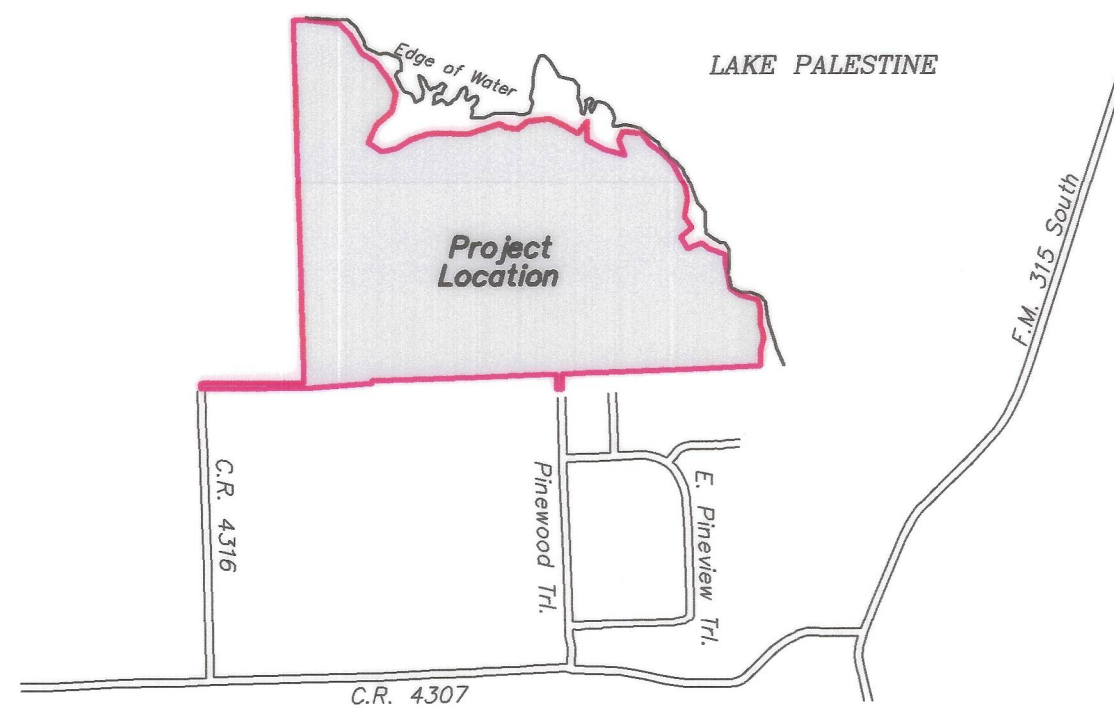 Edge of Water
LAKE PALESTINE
F.M. 315 South
Project
Location
C.R. 4316
Pinewood Trl.
E. Pineview Trl.
C.R. 4307